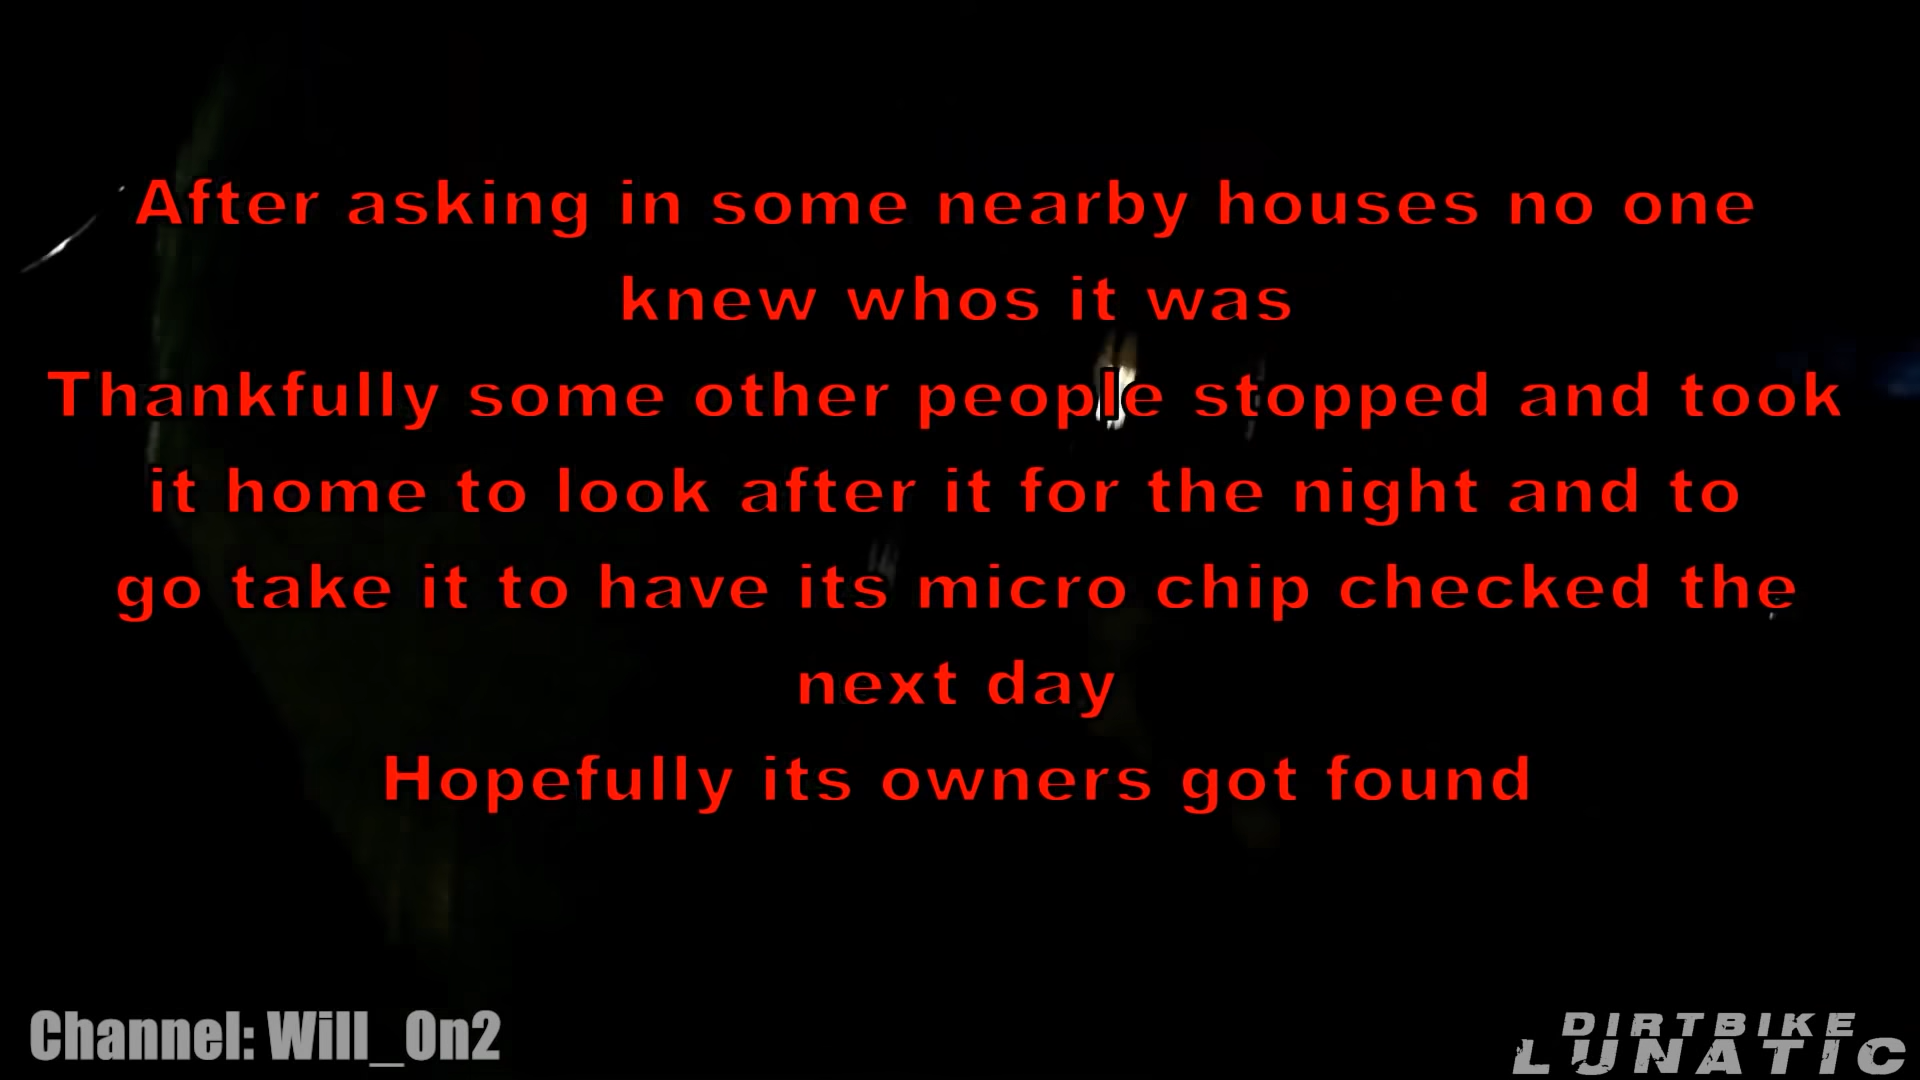 After asking in some nearby houses no one
knew whos it was
Thankfully some other people stopped and took
it home to look after it for the night and to
go take it to have its micro chip checked the
next day
Hopefully its owners got found
Channel: Will_On2
DIRTBIKE
LUNATIC